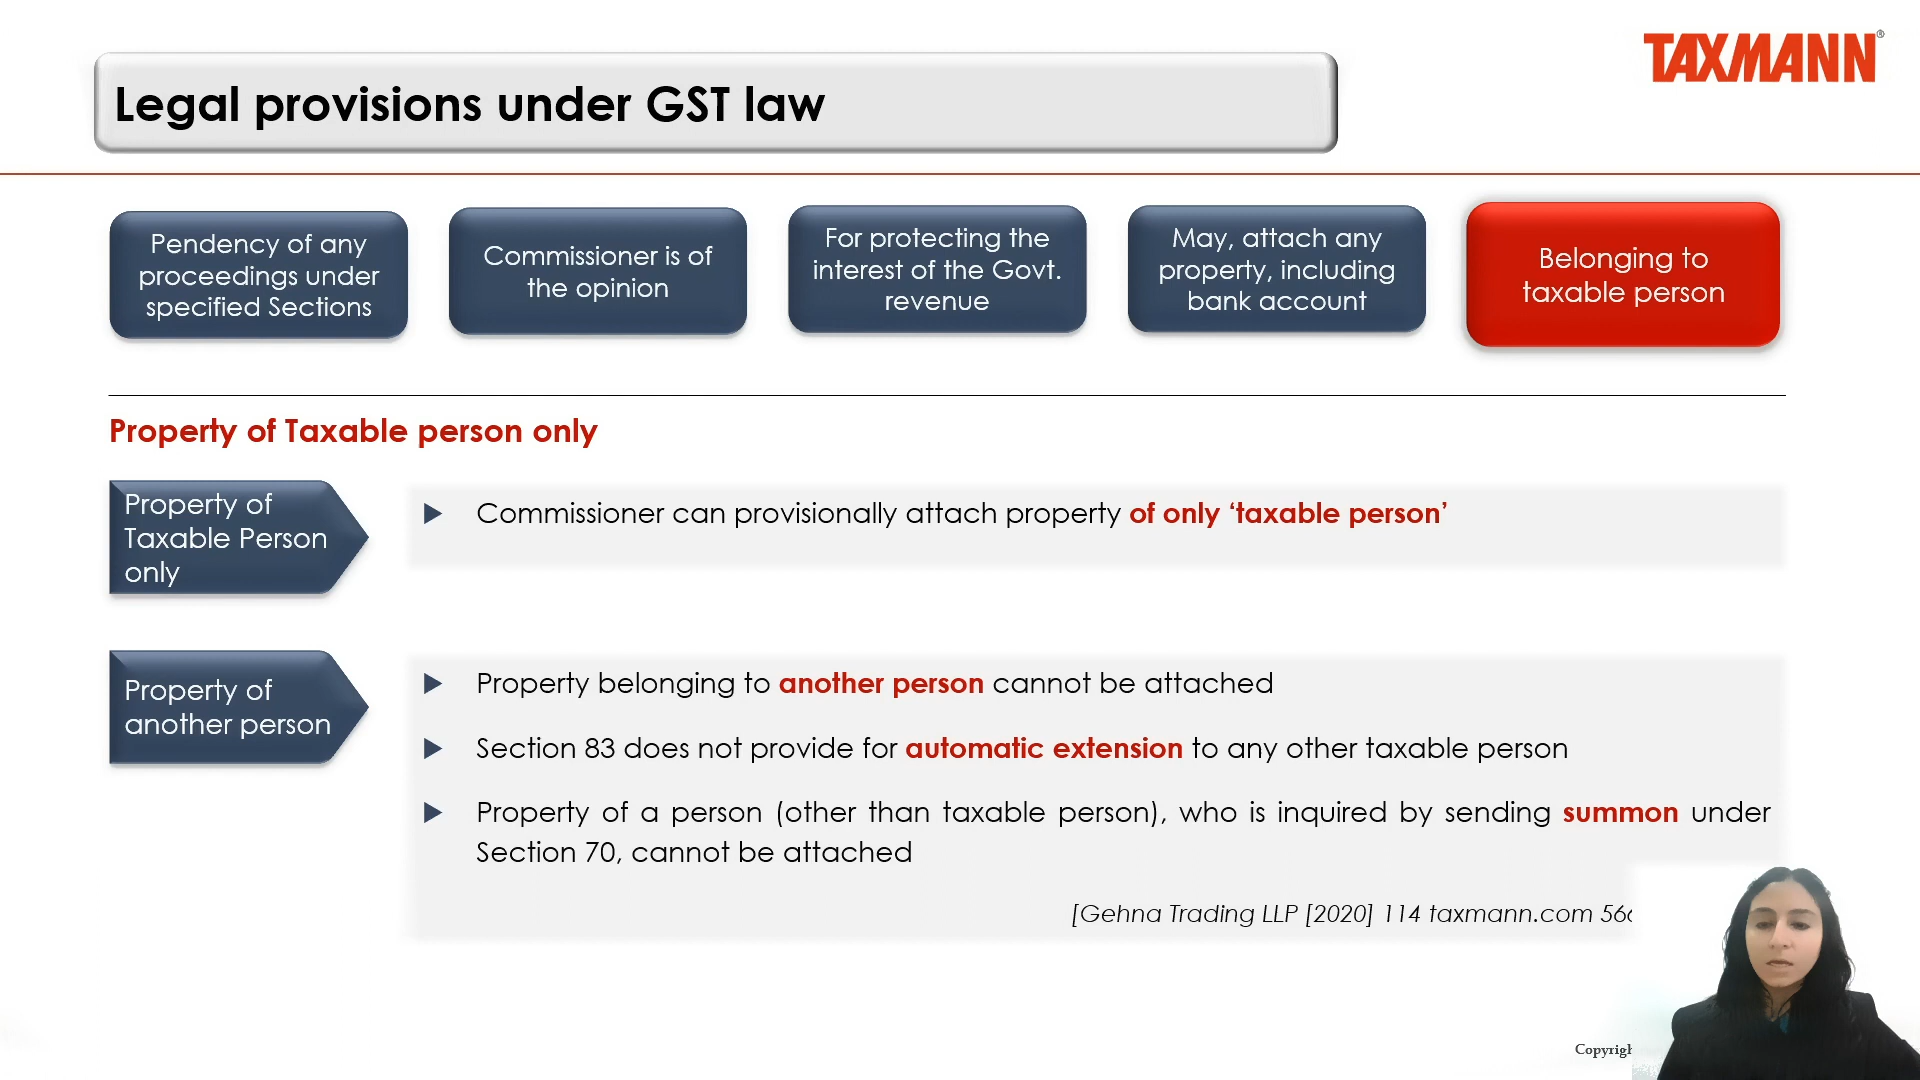 TAXMANN®
Legal provisions under GST law
Pendency of any
proceedings under
specified Sections
Commissioner is of
the opinion
For protecting the
interest of the Govt.
revenue
May, attach any
property, including
bank account
Belonging to
taxable person
Property of Taxable person only
Property of
Taxable Person
only
Commissioner can provisionally attach property of only ‘taxable person’
Property of
another person
Property belonging to another person cannot be attached
Section 83 does not provide for automatic extension to any other taxable person
Property of a person (other than taxable person), who is inquired by sending summon under
Section 70, cannot be attached
[Gehna Trading LLP [2020] 114 taxmann.com